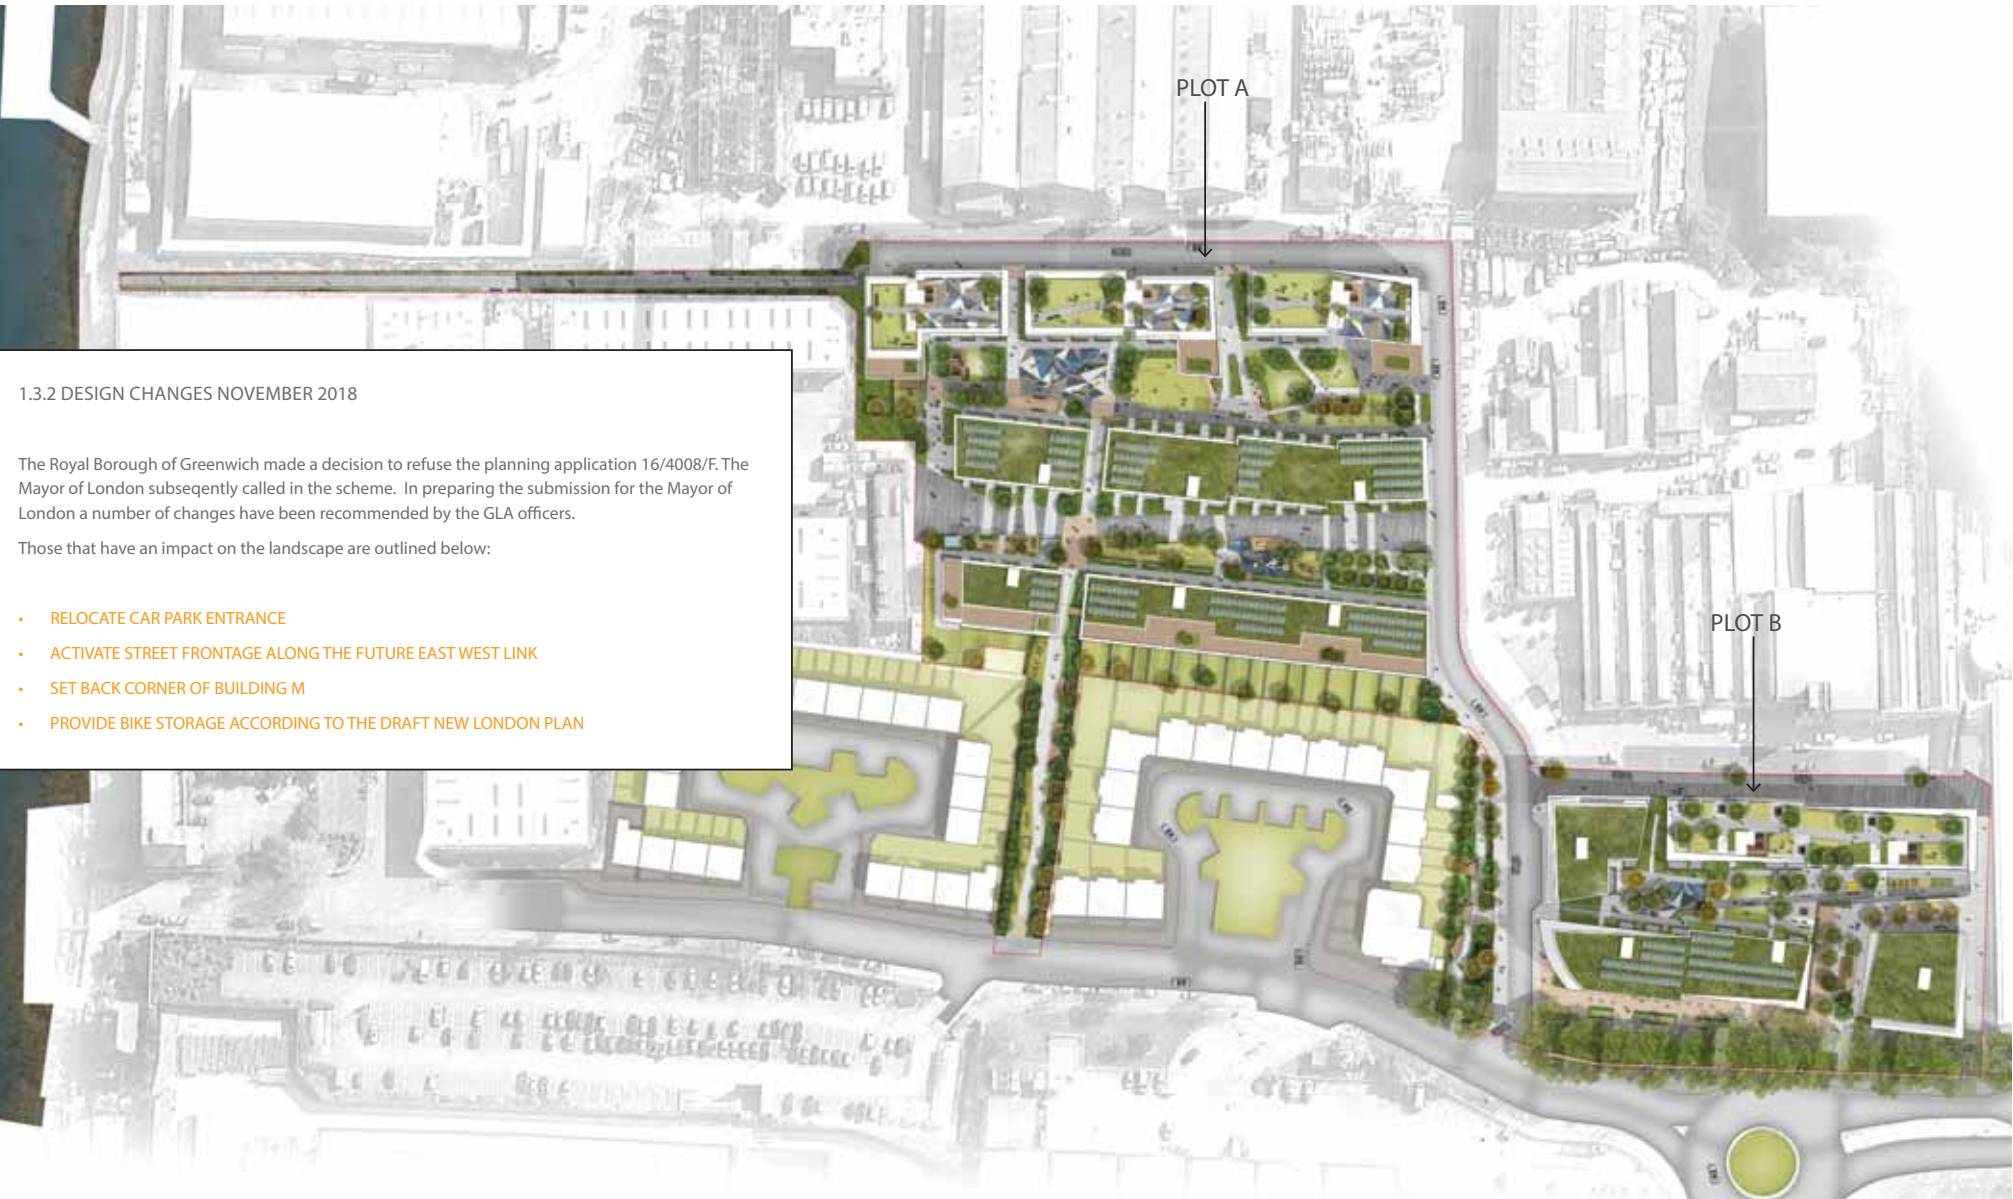 PLOT A
1.3.2 DESIGN CHANGES NOVEMBER 2018
The Royal Borough of Greenwich made a decision to refuse the planning application 16/4008/F. The
Mayor of London subseqently called in the scheme.  In preparing the submission for the Mayor of
London a number of changes have been recommended by the GLA officers.
Those that have an impact on the landscape are outlined below:
• RELOCATE CAR PARK ENTRANCE
• ACTIVATE STREET FRONTAGE ALONG THE FUTURE EAST WEST LINK
• SET BACK CORNER OF BUILDING M
• PROVIDE BIKE STORAGE ACCORDING TO THE DRAFT NEW LONDON PLAN
PLOT B